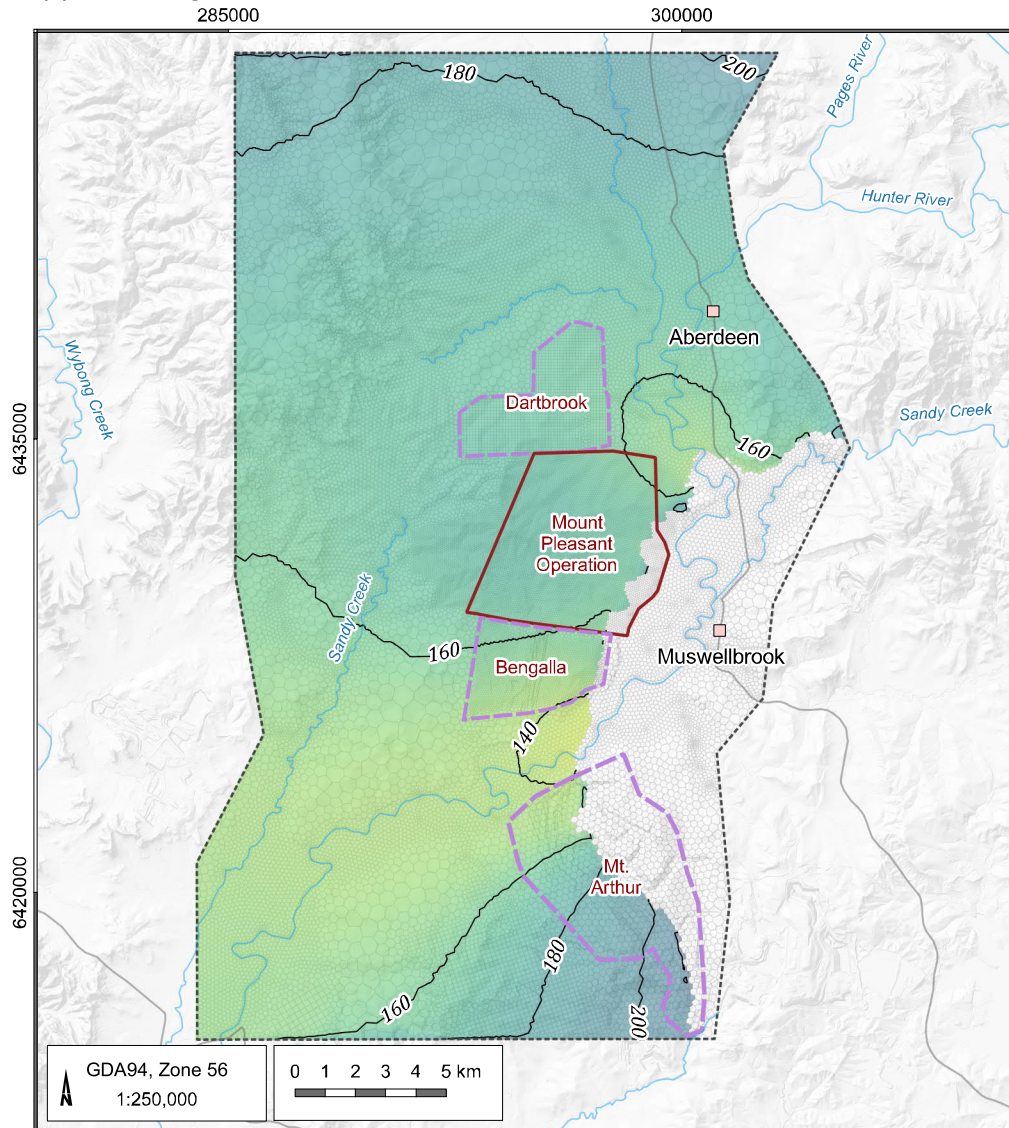 285000
300000
180
200
Pages River
Hunter River
Aberdeen
Wybong Creek
Dartbrook
Sandy Creek
6435000
160
Mount
Pleasant
Operation
Sandy Creek
160
Muswellbrook
Bengalla
140
Mt.
Arthur
6420000
180
160
200
GDA94, Zone 56
1:250,000
N
0 1 2 3 4 5 km